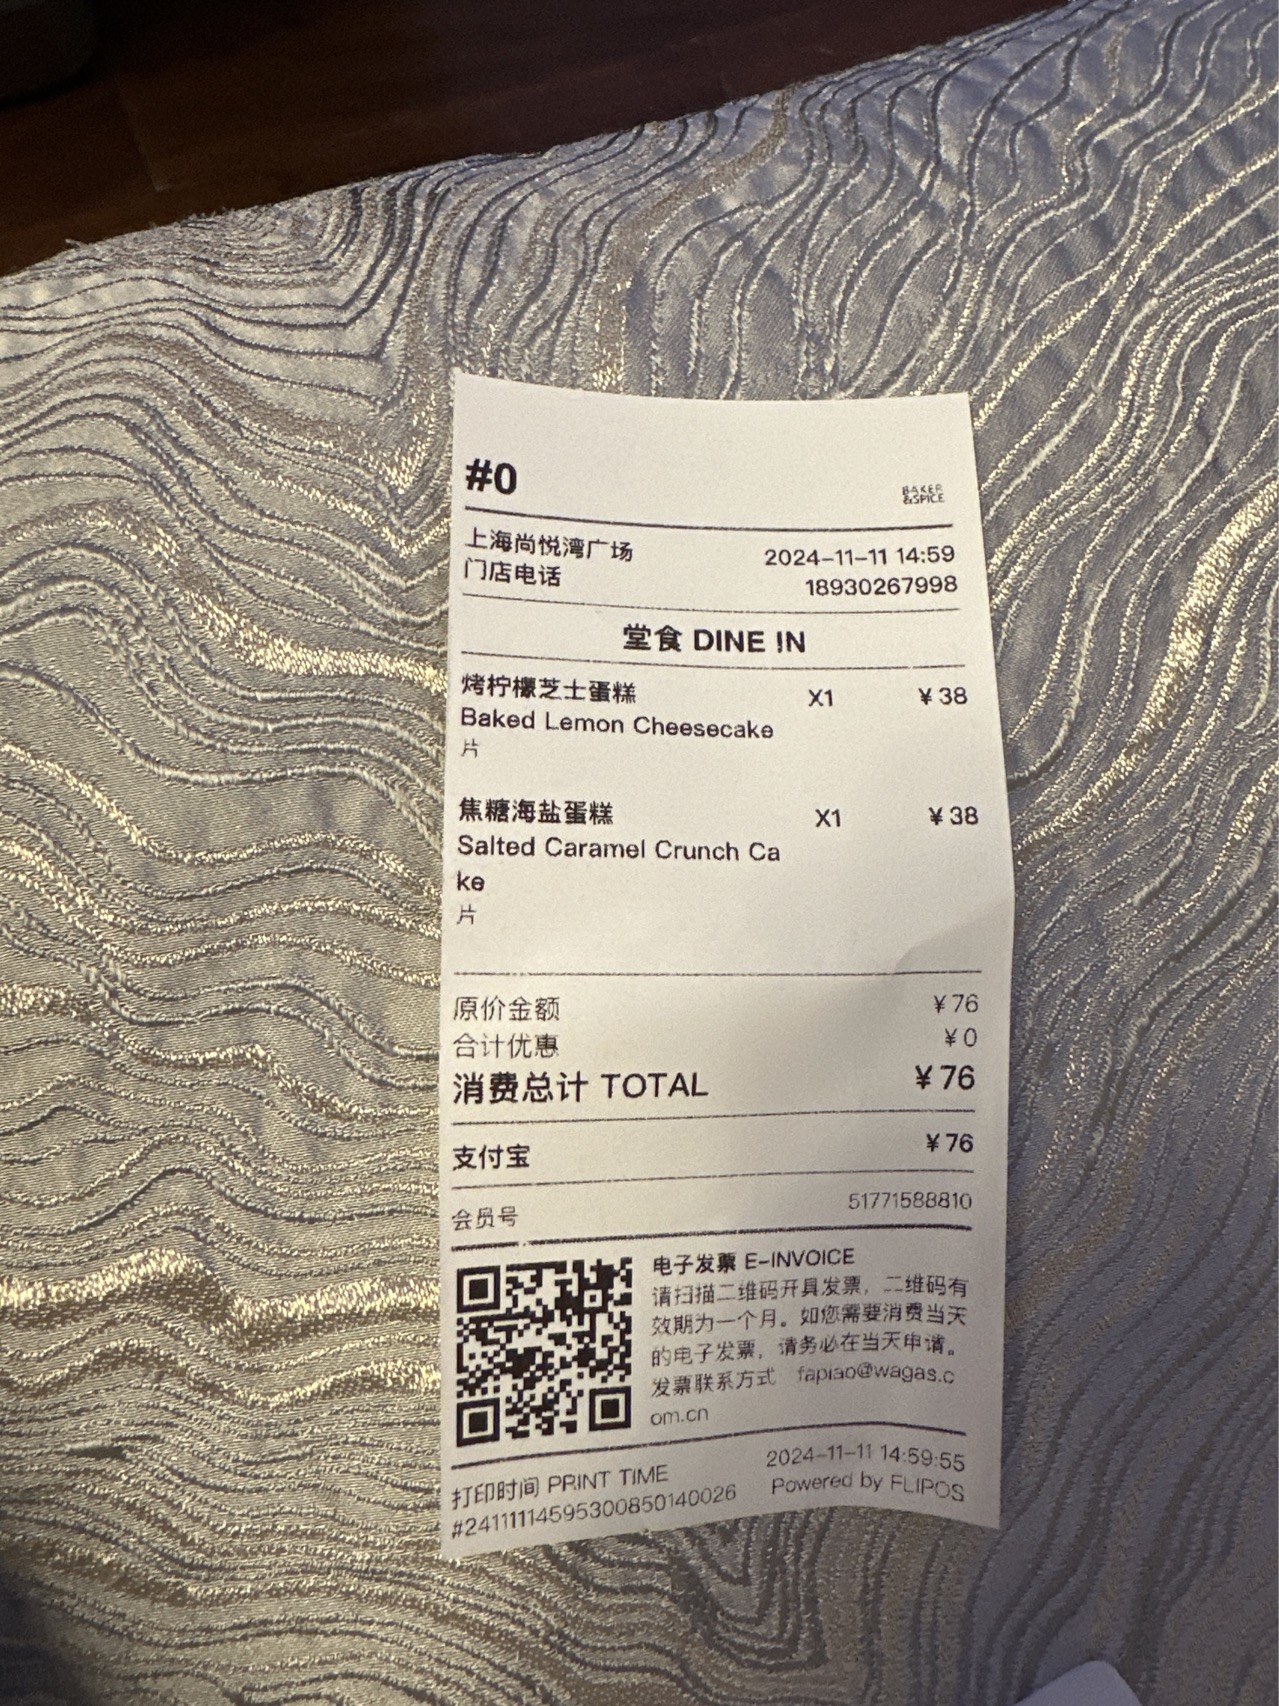 #0
BAKER
&SPICE
上海尚悦湾广场 2024-11-11 14:59
门店电话 18930267998
堂食 DINE IN
烤柠檬芝士蛋糕 X1 ¥38
Baked Lemon Cheesecake
片
焦糖海盐蛋糕 X1 ¥38
Salted Caramel Crunch Ca
ke
片
原价金额 ¥76
合计优惠 ¥0
消费总计 TOTAL ¥76
支付宝 ¥76
会员号 51771588810
电子发票 E-INVOICE
请扫描二维码开具发票，二维码有
效期为一个月。如您需要消费当天
的电子发票，请务必在当天申请。
发票联系方式 fapiao@wagas.c
om.cn
打印时间 PRINT TIME 2024-11-11 14:59:55
#24111114595300850140026 Powered by FLIPOS